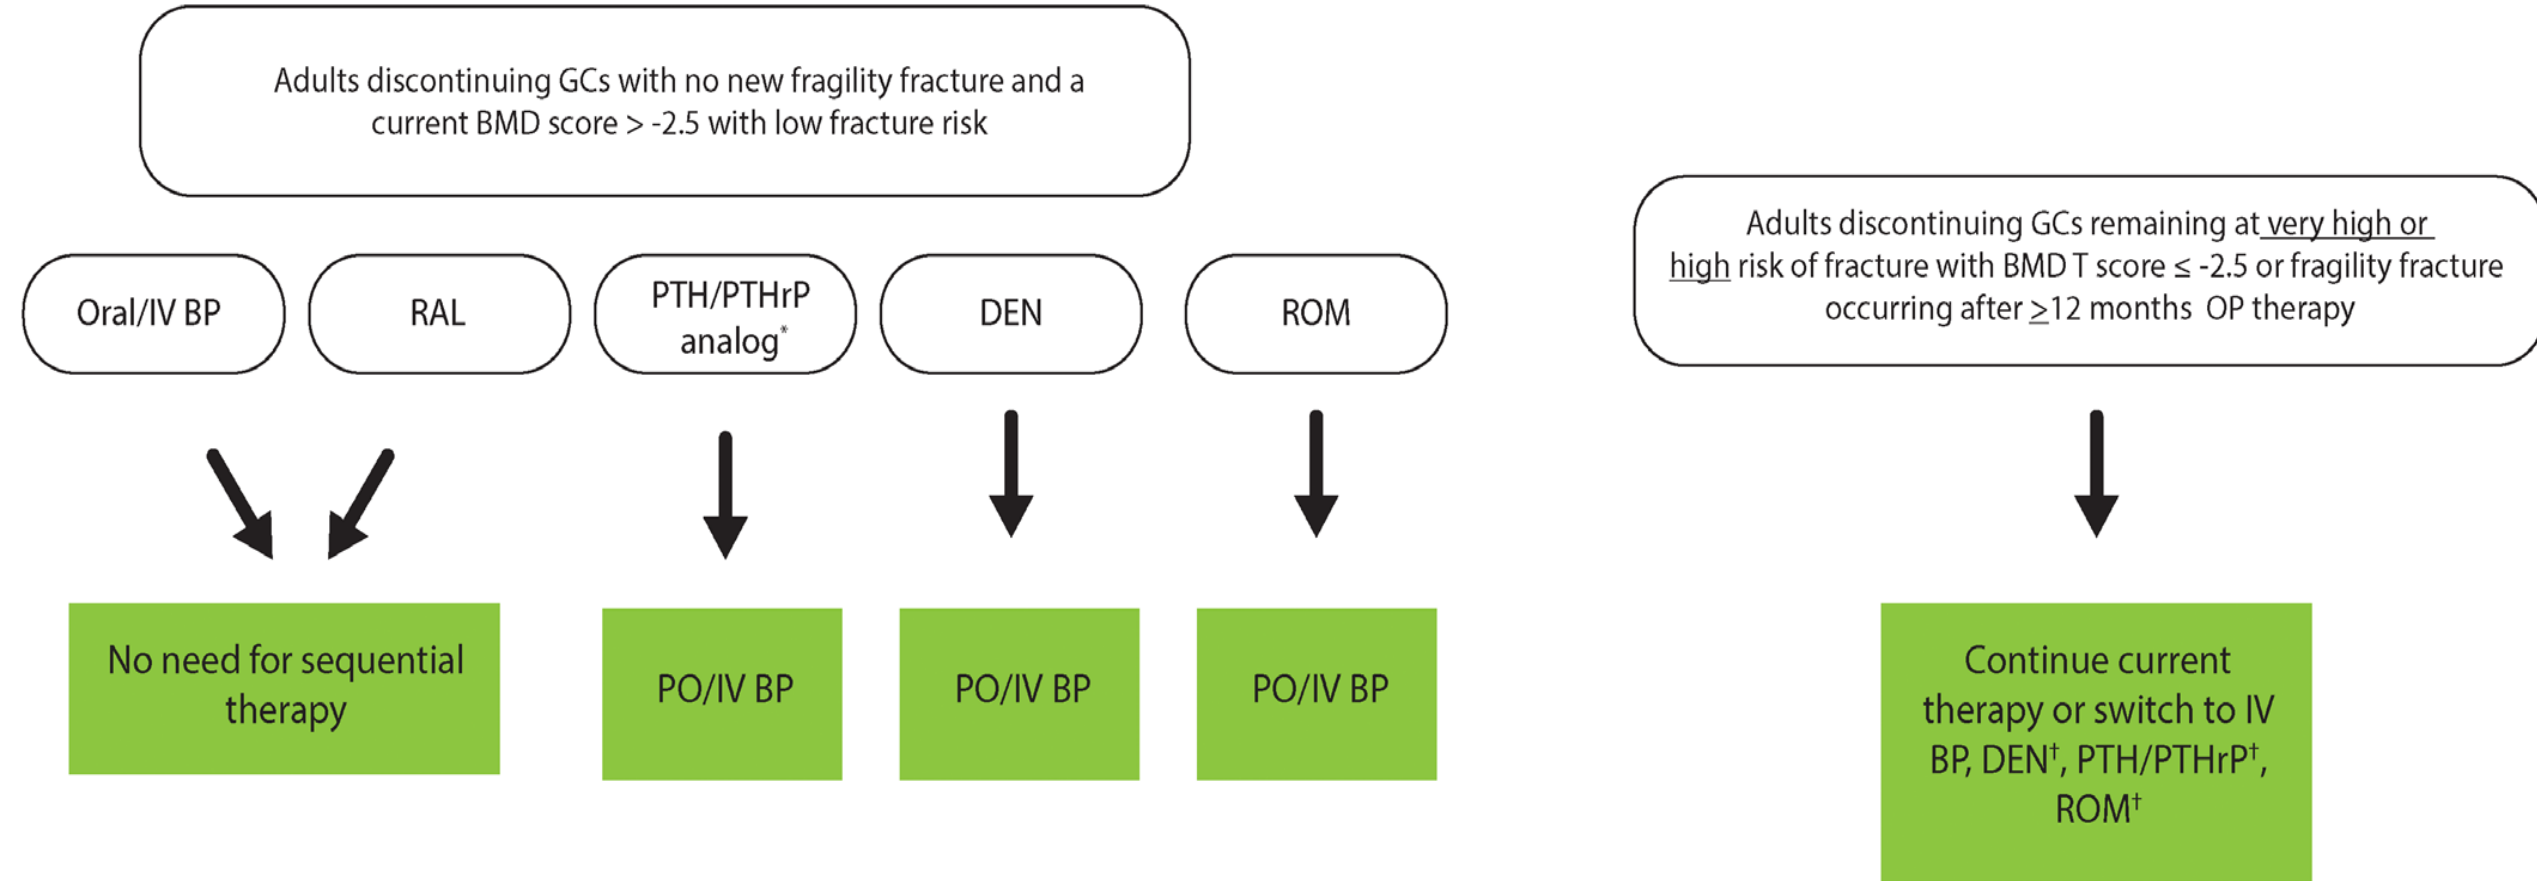 Adults discontinuing GCs with no new fragility fracture and a
current BMD score > -2.5 with low fracture risk
Adults discontinuing GCs remaining at very high or
high risk of fracture with BMD T score ≤ -2.5 or fragility fracture
occurring after ≥12 months OP therapy
Oral/IV BP
RAL
PTH/PTHrP
analog*
DEN
ROM
No need for sequential
therapy
PO/IV BP
PO/IV BP
PO/IV BP
Continue current
therapy or switch to IV
BP, DEN†, PTH/PTHrP†,
ROM†